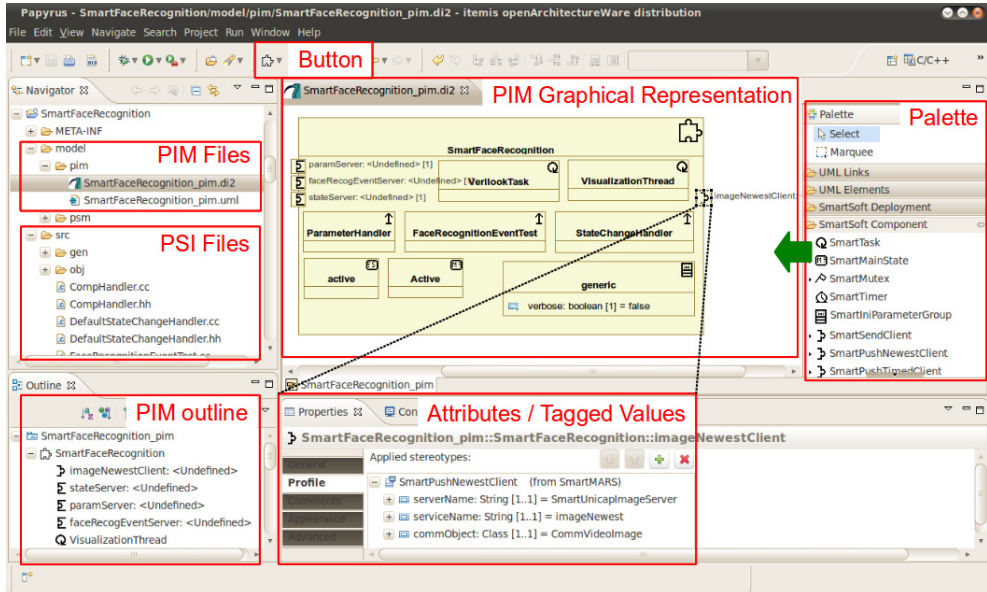 Papyrus - SmartFaceRecognition/model/pim/SmartFaceRecognition_pim.di2 - itemis openArchitectureWare distribution
File Edit View Navigate Search Project Run Window Help
Button
C/C++
»
Navigator
SmartFaceRecognition
META-INF
model
PIM Files
pim
SmartFaceRecognition_pim.di2
SmartFaceRecognition_pim.uml
psm
src
PSI Files
gen
obj
CompHandler.cc
CompHandler.hh
DefaultStateChangeHandler.cc
DefaultStateChangeHandler.hh
FaceRecognitionEventTest.cc
SmartFaceRecognition_pim.di2
PIM Graphical Representation
SmartFaceRecognition
paramServer: <Undefined> [1]
faceRecogEventServer: <Undefined> [
stateServer: <Undefined> [1]
VerilookTask
VisualizationThread
imageNewestClient:
ParameterHandler
FaceRecognitionEventTest
StateChangeHandler
active
Active
generic
verbose: boolean [1] = false
SmartFaceRecognition_pim
Palette
Palette
Select
Marquee
UML Links
UML Elements
SmartSoft Deployment
SmartSoft Component
SmartTask
SmartMainState
SmartMutex
SmartTimer
SmartIniParameterGroup
SmartSendClient
SmartPushNewestClient
SmartPushTimedClient
Outline
PIM outline
SmartFaceRecognition_pim
SmartFaceRecognition
imageNewestClient: <Undefined>
stateServer: <Undefined>
paramServer: <Undefined>
faceRecogEventServer: <Undefined>
VisualizationThread
Properties
Con
Attributes / Tagged Values
SmartFaceRecognition_pim::SmartFaceRecognition::imageNewestClient
General
Profile
Comments
Appearance
Advanced
Applied stereotypes:
SmartPushNewestClient (from SmartMARS)
serverName: String [1..1] = SmartUnicapImageServer
serviceName: String [1..1] = imageNewest
commObject: Class [1..1] = CommVideoImage